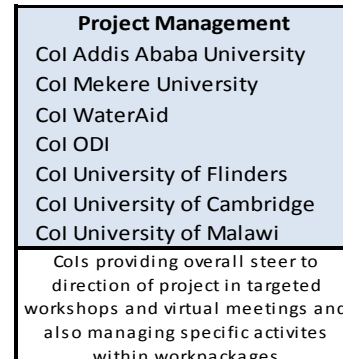 Project Management
CoI Addis Ababa University
CoI Mekere University
CoI WaterAid
CoI ODI
CoI University of Flinders
CoI University of Cambridge
CoI University of Malawi
CoIs providing overall steer to
direction of project in targeted
workshops and virtual meetings and
also managing specific activites
within workpackages